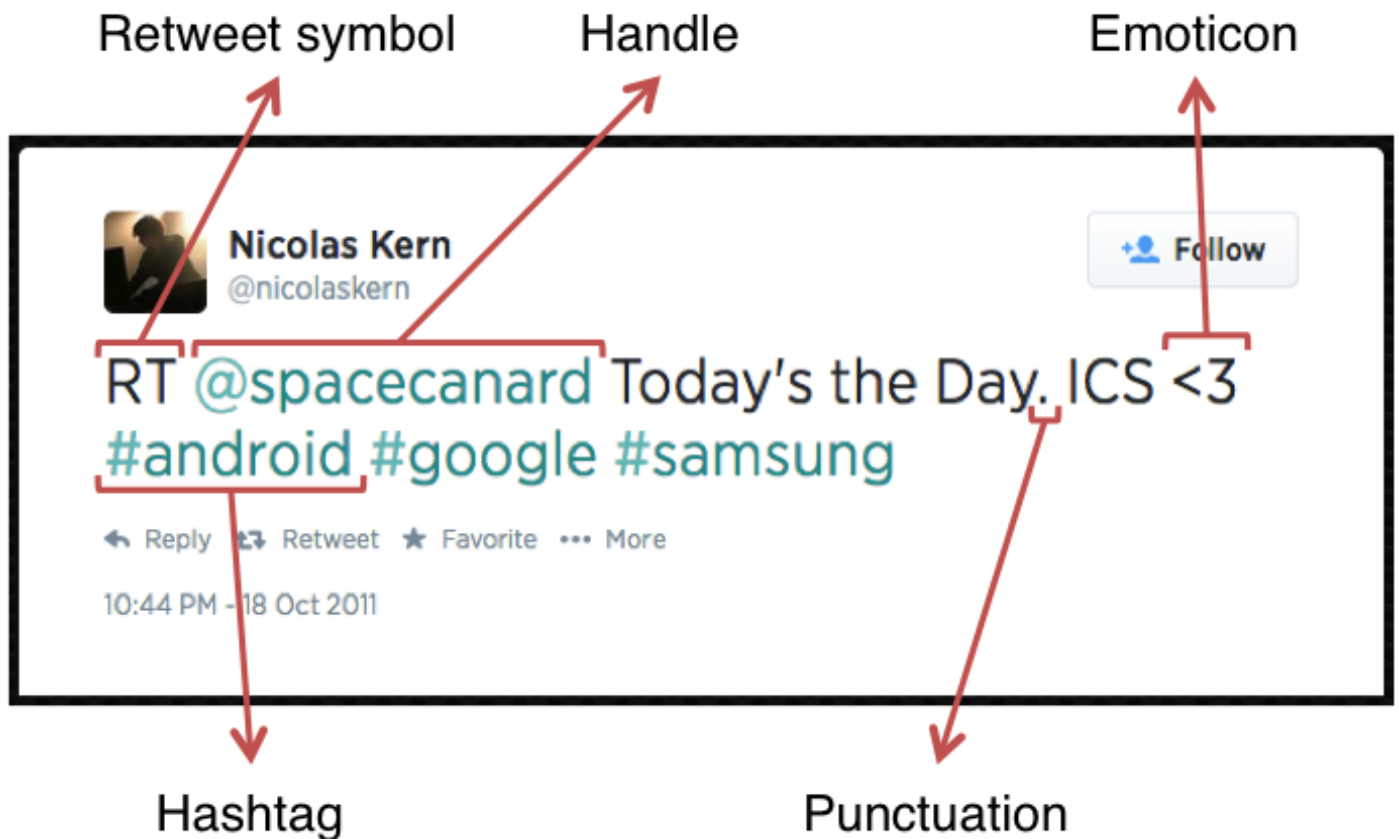 Retweet symbol Handle Emoticon
Nicolas Kern
@nicolaskern
Follow
RT @spacecanard Today's the Day. ICS <3
#android #google #samsung
Reply Retweet Favorite ••• More
10:44 PM - 18 Oct 2011
Hashtag Punctuation